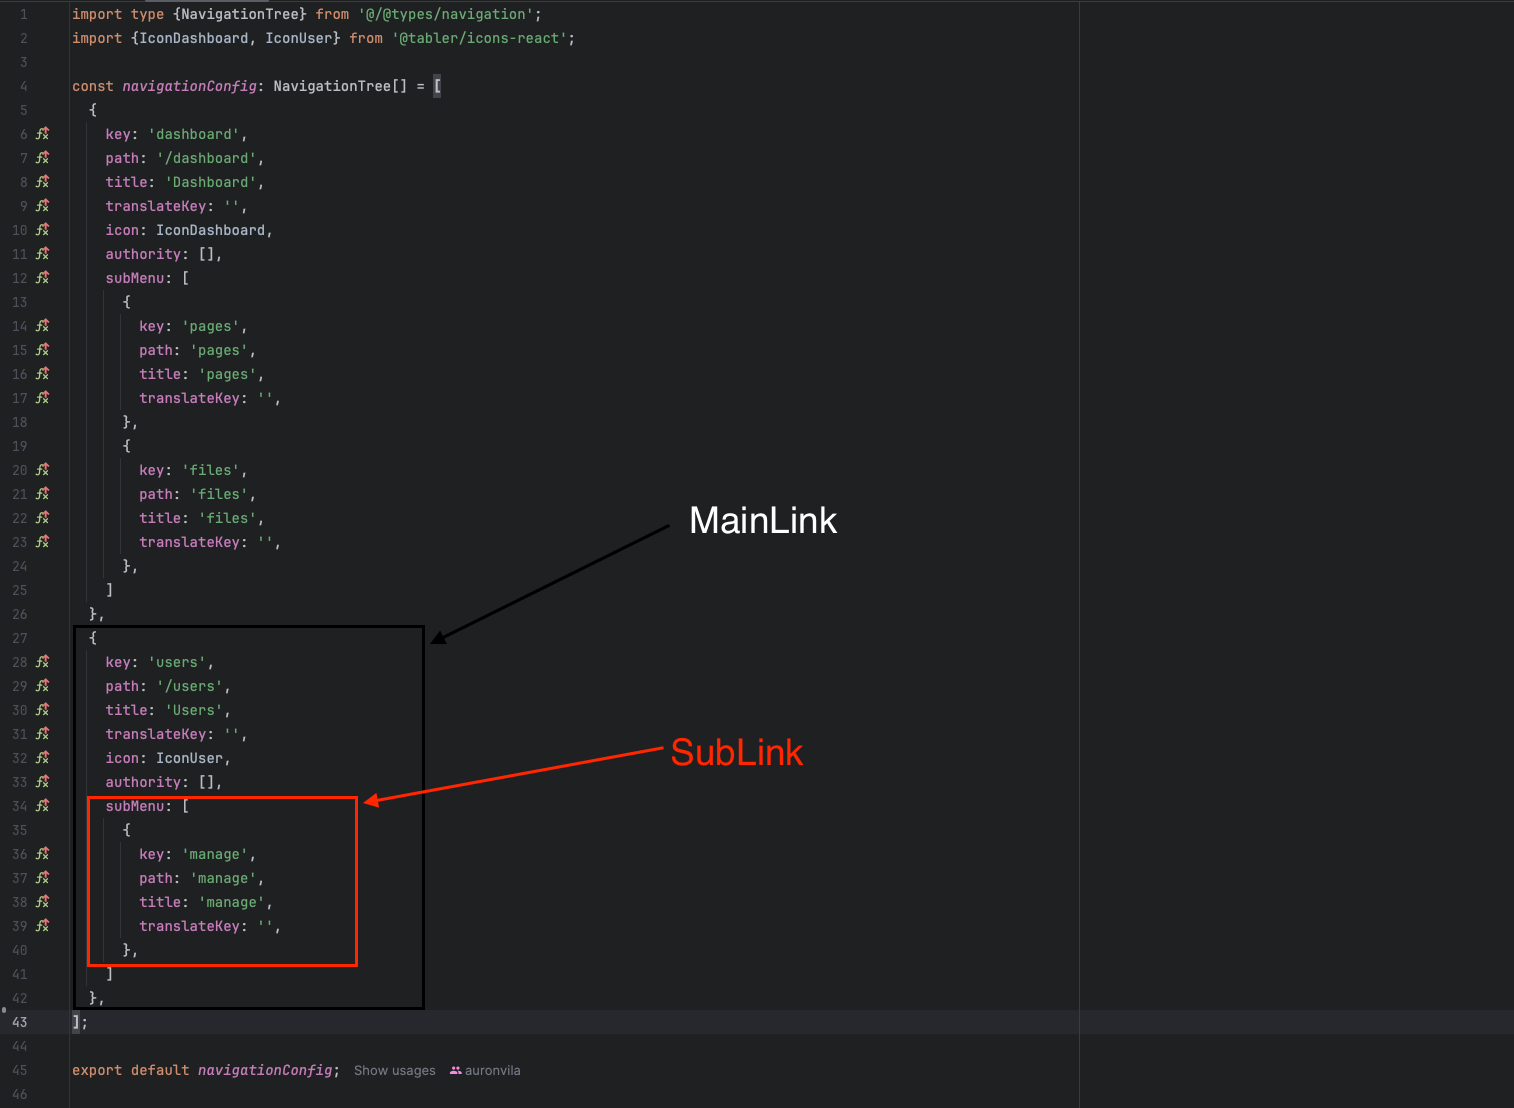 1 import type {NavigationTree} from '@/@types/navigation';
2 import {IconDashboard, IconUser} from '@tabler/icons-react';
3
4 const navigationConfig: NavigationTree[] = [
5 {
6 key: 'dashboard',
7 path: '/dashboard',
8 title: 'Dashboard',
9 translateKey: '',
10 icon: IconDashboard,
11 authority: [],
12 subMenu: [
13 {
14 key: 'pages',
15 path: 'pages',
16 title: 'pages',
17 translateKey: '',
18 },
19 {
20 key: 'files',
21 path: 'files',
22 title: 'files',
23 translateKey: '',
24 },
25 ]
26 },
27 {
28 key: 'users',
29 path: '/users',
30 title: 'Users',
31 translateKey: '',
32 icon: IconUser,
33 authority: [],
34 subMenu: [
35 {
36 key: 'manage',
37 path: 'manage',
38 title: 'manage',
39 translateKey: '',
40 },
41 ]
42 },
43 ];
44
45 export default navigationConfig; Show usages auronvila
46
MainLink
SubLink